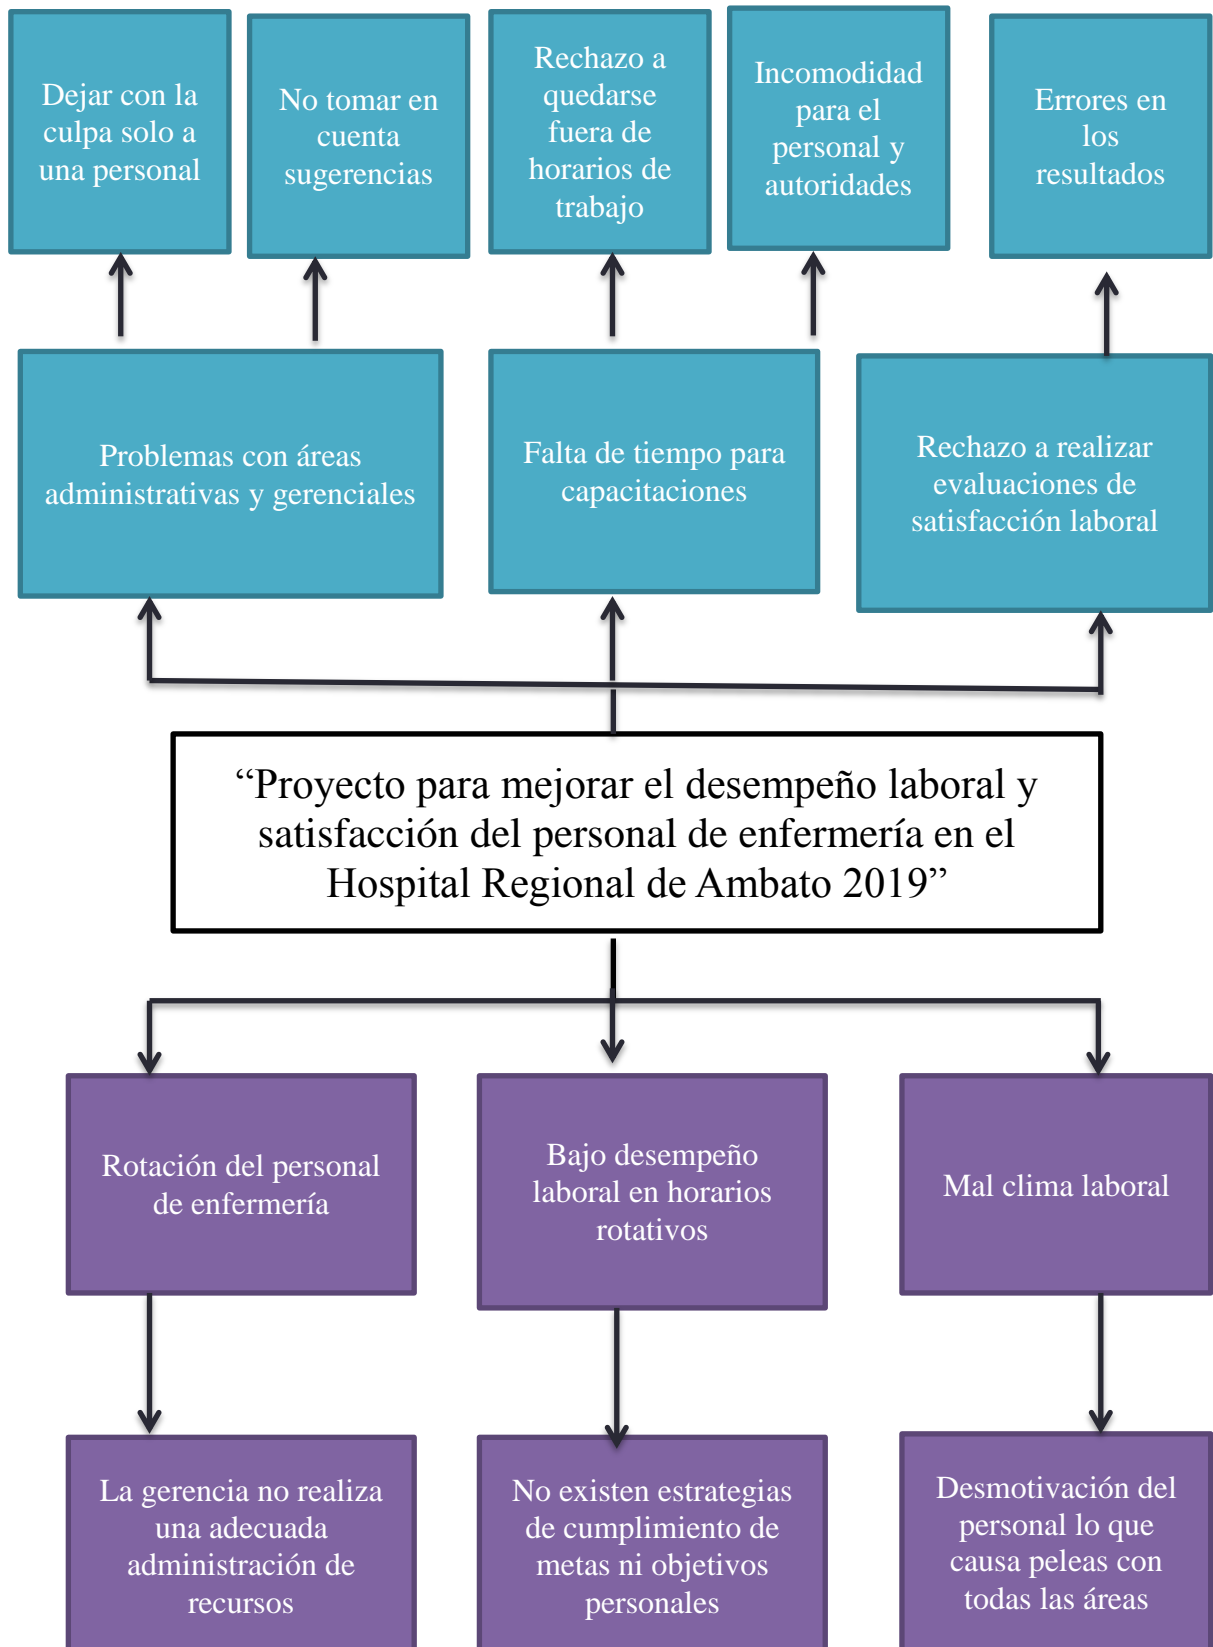 Dejar con la
culpa solo a
una personal
No tomar en
cuenta
sugerencias
Rechazo a
quedarse
fuera de
horarios de
trabajo
Incomodidad
para el
personal y
autoridades
Errores en
los
resultados
Problemas con áreas
administrativas y gerenciales
Falta de tiempo para
capacitaciones
Rechazo a realizar
evaluaciones de
satisfacción laboral
“Proyecto para mejorar el desempeño laboral y
satisfacción del personal de enfermería en el
Hospital Regional de Ambato 2019”
Rotación del personal
de enfermería
Bajo desempeño
laboral en horarios
rotativos
Mal clima laboral
La gerencia no realiza
una adecuada
administración de
recursos
No existen estrategias
de cumplimiento de
metas ni objetivos
personales
Desmotivación del
personal lo que
causa peleas con
todas las áreas